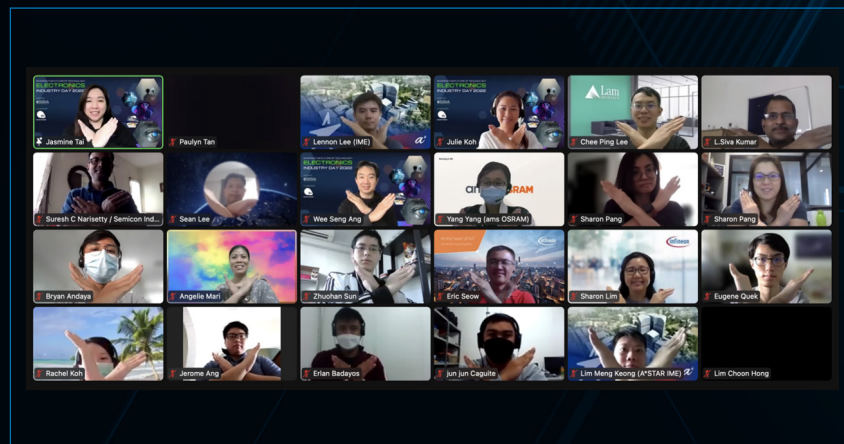 ELECTRONICS
INDUSTRY DAY 2022
Jasmine Tai
Paulyn Tan
Lennon Lee (IME)
ELECTRONICS
INDUSTRY DAY 2022
Julie Koh
Lam
Chee Ping Lee
L.Siva Kumar
Suresh C Narisetty / Semicon Ind...
Sean Lee
ELECTRONICS
INDUSTRY DAY 2022
Wee Seng Ang
Yang Yang (ams OSRAM)
Sharon Pang
Sharon Pang
Bryan Andaya
Angelie Mari
Zhuohan Sun
infineon
Eric Seow
infineon
Sharon Lim
Eugene Quek
Rachel Koh
Jerome Ang
Erlan Badayos
jun jun Caguite
Lim Meng Keong (A*STAR IME)
Lim Choon Hong